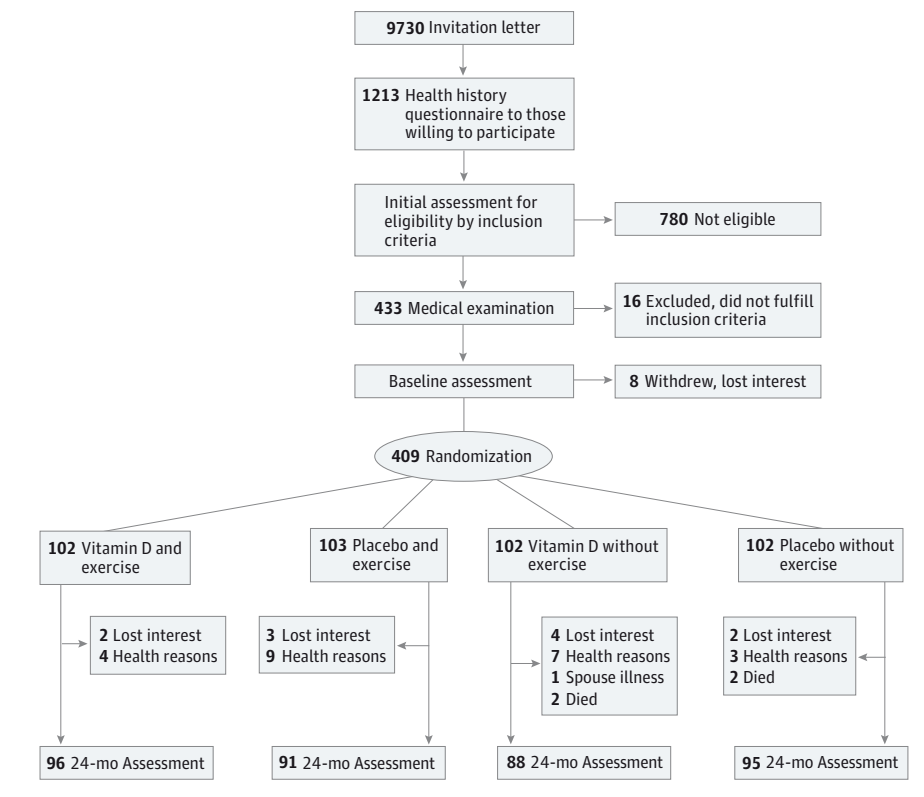 9730 Invitation letter
1213 Health history
questionnaire to those
willing to participate
Initial assessment for
eligibility by inclusion
criteria
780 Not eligible
433 Medical examination
16 Excluded, did not fulfill
inclusion criteria
Baseline assessment
8 Withdrew, lost interest
409 Randomization
102 Vitamin D and
exercise
103 Placebo and
exercise
102 Vitamin D without
exercise
102 Placebo without
exercise
2 Lost interest
4 Health reasons
3 Lost interest
9 Health reasons
4 Lost interest
7 Health reasons
1 Spouse illness
2 Died
2 Lost interest
3 Health reasons
2 Died
96 24-mo Assessment
91 24-mo Assessment
88 24-mo Assessment
95 24-mo Assessment